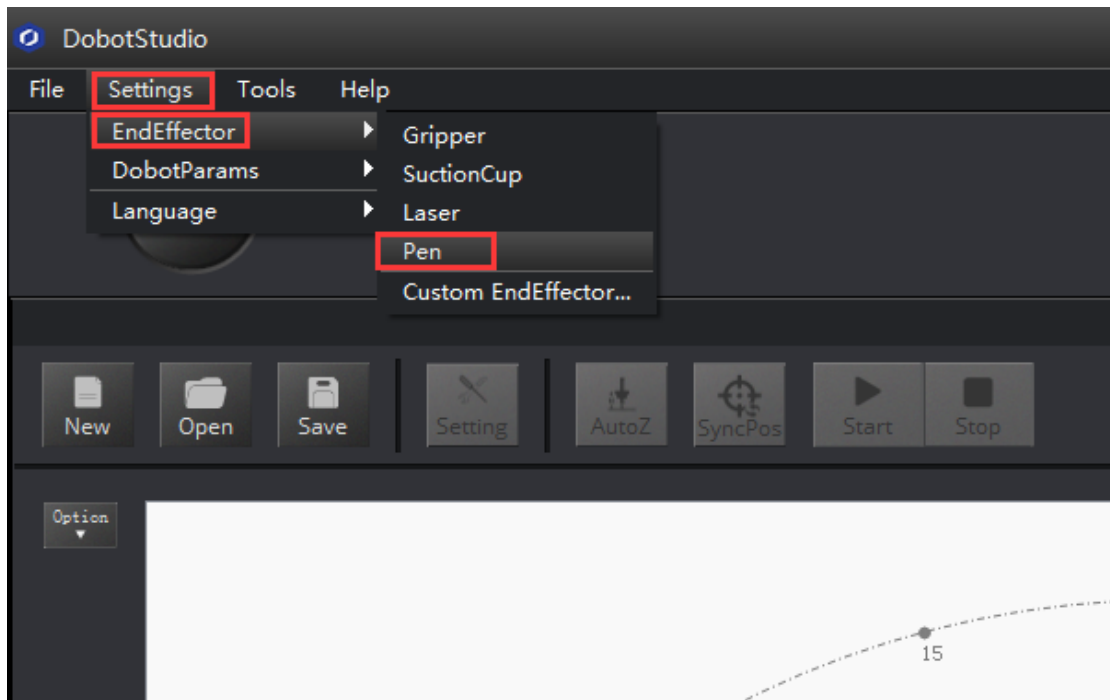 DobotStudio
File Settings Tools Help
EndEffector
DobotParams
Language
Gripper
SuctionCup
Laser
Pen
Custom EndEffector...
New Open Save Setting AutoZ SyncPos Start Stop
Option
15